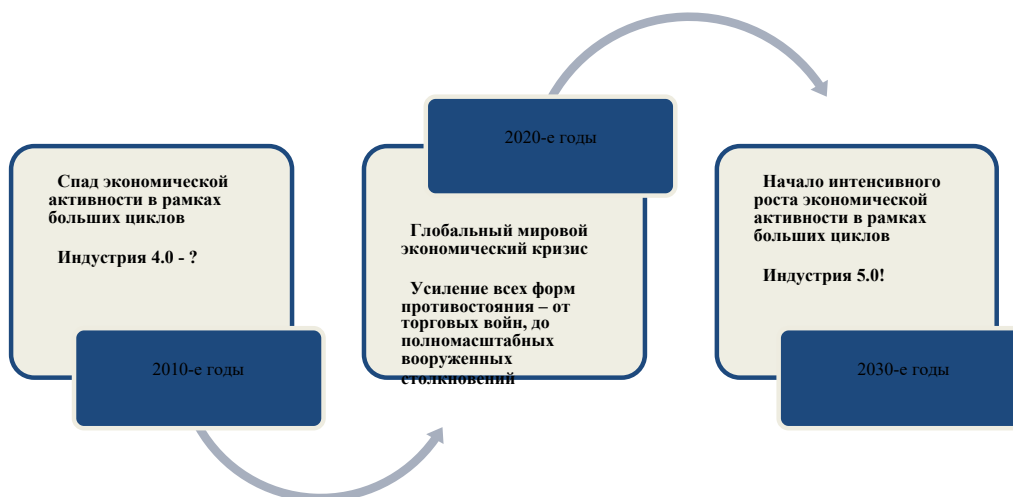 Спад экономической
активности в рамках
больших циклов
Индустрия 4.0 - ?
2010-е годы
2020-е годы
Глобальный мировой
экономический кризис
Усиление всех форм
противостояния – от
торговых войн, до
полномасштабных
вооруженных
столкновений
Начало интенсивного
роста экономической
активности в рамках
больших циклов
Индустрия 5.0!
2030-е годы